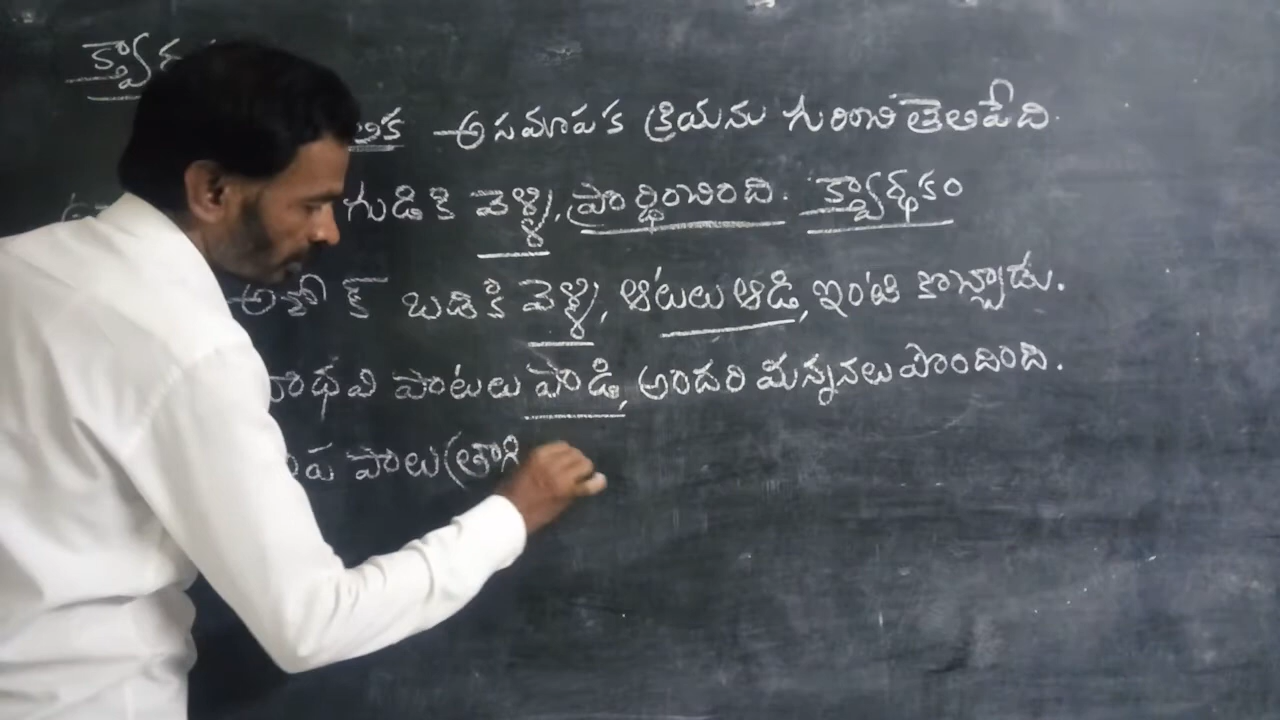 క్త్వార
లిక - అసమాపక క్రియను గురించి తెలిపేది.
గుడికి వెళ్ళి, ప్రార్థించింది. క్త్వార్థకం
అశోక్ బడికి వెళ్ళి, ఆటలు ఆడి, ఇంటి కొచ్చాడు.
మాధవి పాటలు పాడి, అందరి మన్ననలు పొందింది.
ప పాలు త్రాగి